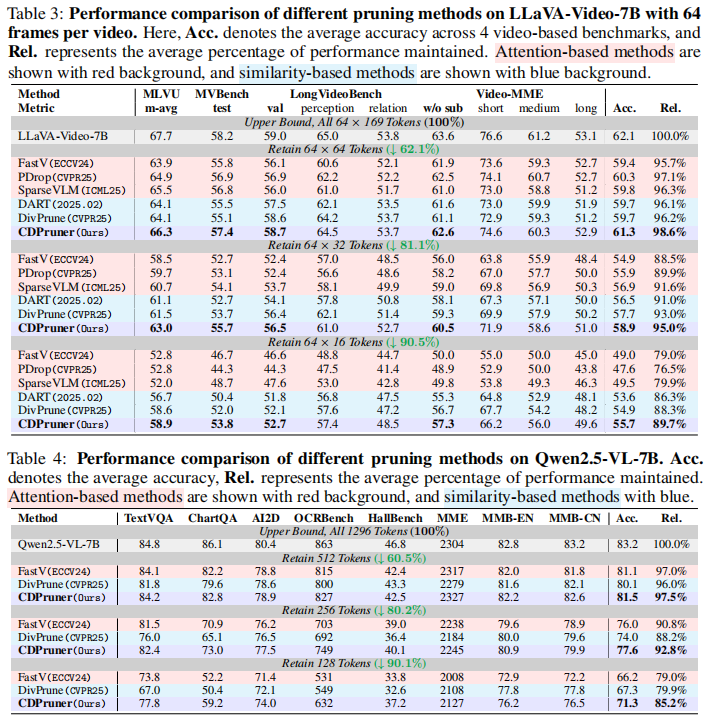 Table 3: Performance comparison of different pruning methods on LLaVA-Video-7B with 64
frames per video. Here, Acc. denotes the average accuracy across 4 video-based benchmarks, and
Rel. represents the average percentage of performance maintained. Attention-based methods are
shown with red background, and similarity-based methods are shown with blue background.
Method MLVU MVBench LongVideoBench Video-MME Acc. Rel.
Metric m-avg test val perception relation w/o sub short medium long
Upper Bound, All 64 × 169 Tokens (100%)
LLaVA-Video-7B 67.7 58.2 59.0 65.0 53.8 63.6 76.6 61.2 53.1 62.1 100.0%
Retain 64 × 64 Tokens (↓ 62.1%)
FastV(ECCV24) 63.9 55.8 56.1 60.6 52.1 61.9 73.6 59.3 52.7 59.4 95.7%
PDrop(CVPR25) 64.9 56.9 56.9 62.2 52.2 62.5 74.1 60.7 52.7 60.3 97.1%
SparseVLM(ICML25) 65.5 56.8 56.0 61.0 51.7 61.0 73.0 58.8 51.2 59.8 96.3%
DART(2025.02) 64.1 55.5 57.5 62.1 53.5 61.6 73.0 59.9 51.9 59.7 96.1%
DivPrune(CVPR25) 64.1 55.1 58.6 64.2 53.7 61.1 72.9 59.3 51.2 59.7 96.2%
CDPruner(Ours) 66.3 57.4 58.7 64.5 53.7 62.6 74.6 60.3 52.9 61.3 98.6%
Retain 64 × 32 Tokens (↓ 81.1%)
FastV(ECCV24) 58.5 52.7 52.4 57.0 48.5 56.0 63.8 55.9 48.4 54.9 88.5%
PDrop(CVPR25) 59.7 53.1 52.4 56.6 48.6 58.2 67.0 57.7 50.0 55.9 89.9%
SparseVLM(ICML25) 60.7 54.1 53.7 58.1 49.9 59.0 69.8 56.9 50.3 56.9 91.6%
DART(2025.02) 61.1 52.7 54.1 57.8 50.8 58.1 67.3 57.1 50.0 56.5 91.0%
DivPrune(CVPR25) 61.5 53.7 56.4 62.1 51.4 59.3 69.9 57.9 50.2 57.7 93.0%
CDPruner(Ours) 63.0 55.7 56.5 61.0 52.7 60.5 71.9 58.6 51.0 58.9 95.0%
Retain 64 × 16 Tokens (↓ 90.5%)
FastV(ECCV24) 52.8 46.7 46.6 48.8 44.7 50.0 55.0 50.0 45.0 49.0 79.0%
PDrop(CVPR25) 52.8 44.3 44.3 47.5 41.4 48.9 52.9 50.0 43.8 47.6 76.5%
SparseVLM(ICML25) 52.0 48.7 47.6 53.0 42.8 49.8 53.8 49.3 46.3 49.5 79.9%
DART(2025.02) 56.7 50.4 51.8 56.8 47.5 55.3 64.8 52.9 48.1 53.6 86.3%
DivPrune(CVPR25) 58.6 52.0 52.1 57.6 47.2 56.7 67.7 54.2 48.2 54.9 88.3%
CDPruner(Ours) 58.9 53.8 52.7 57.4 48.5 57.3 66.2 56.0 49.6 55.7 89.7%
Table 4: Performance comparison of different pruning methods on Qwen2.5-VL-7B. Acc.
denotes the average accuracy, Rel. represents the average percentage of performance maintained.
Attention-based methods are shown with red background, and similarity-based methods with blue.
Method TextVQA ChartQA AI2D OCRBench HallBench MME MMB-EN MMB-CN Acc. Rel.
Upper Bound, All 1296 Tokens (100%)
Qwen2.5-VL-7B 84.8 86.1 80.4 863 46.8 2304 82.8 83.2 83.2 100.0%
Retain 512 Tokens (↓ 60.5%)
FastV(ECCV24) 84.1 82.2 78.8 815 42.4 2317 82.0 81.8 81.1 97.0%
DivPrune(CVPR25) 81.8 79.6 78.6 800 43.3 2279 81.6 82.1 80.1 96.0%
CDPruner(Ours) 84.2 82.8 78.9 827 42.5 2327 82.2 82.6 81.5 97.5%
Retain 256 Tokens (↓ 80.2%)
FastV(ECCV24) 81.5 70.9 76.2 703 39.0 2238 79.6 78.9 76.0 90.8%
DivPrune(CVPR25) 76.0 65.1 76.5 692 36.4 2184 80.0 79.6 74.0 88.2%
CDPruner(Ours) 82.4 73.0 77.5 749 40.1 2245 80.9 79.9 77.6 92.8%
Retain 128 Tokens (↓ 90.1%)
FastV(ECCV24) 73.8 52.2 71.4 531 33.8 2008 72.9 72.2 66.2 79.0%
DivPrune(CVPR25) 67.0 50.4 72.1 549 32.6 2108 77.8 77.8 67.3 79.9%
CDPruner(Ours) 77.8 59.2 74.0 632 37.2 2127 76.2 76.5 71.3 85.2%